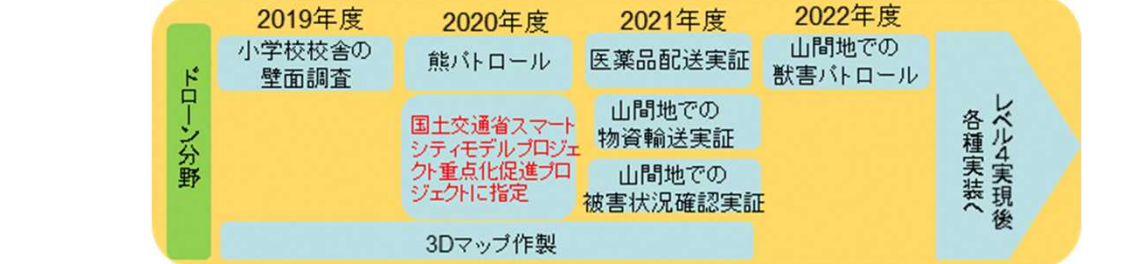 ドローン分野
2019年度
2020年度
2021年度
2022年度
小学校校舎の
壁面調査
熊パトロール
医薬品配送実証
山間地での
獣害パトロール
国土交通省スマート
シティモデルプロジェ
クト重点化促進プロ
ジェクトに指定
山間地での
物資輸送実証
山間地での
被害状況確認実証
3Dマップ作製
レベル4実現後
各種実装へ